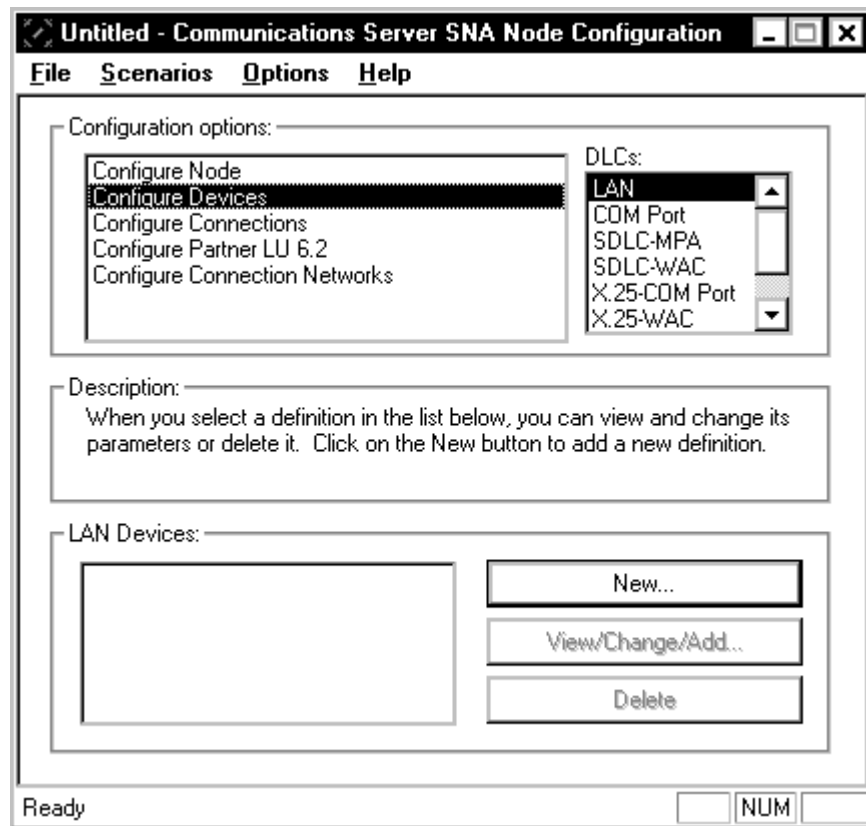 Untitled - Communications Server SNA Node Configuration
File Scenarios Options Help
Configuration options:
Configure Node
Configure Devices
Configure Connections
Configure Partner LU 6.2
Configure Connection Networks
DLCs:
LAN
COM Port
SDLC-MPA
SDLC-WAC
X.25-COM Port
X.25-WAC
Description:
When you select a definition in the list below, you can view and change its
parameters or delete it. Click on the New button to add a new definition.
LAN Devices:
New...
View/Change/Add...
Delete
Ready
NUM